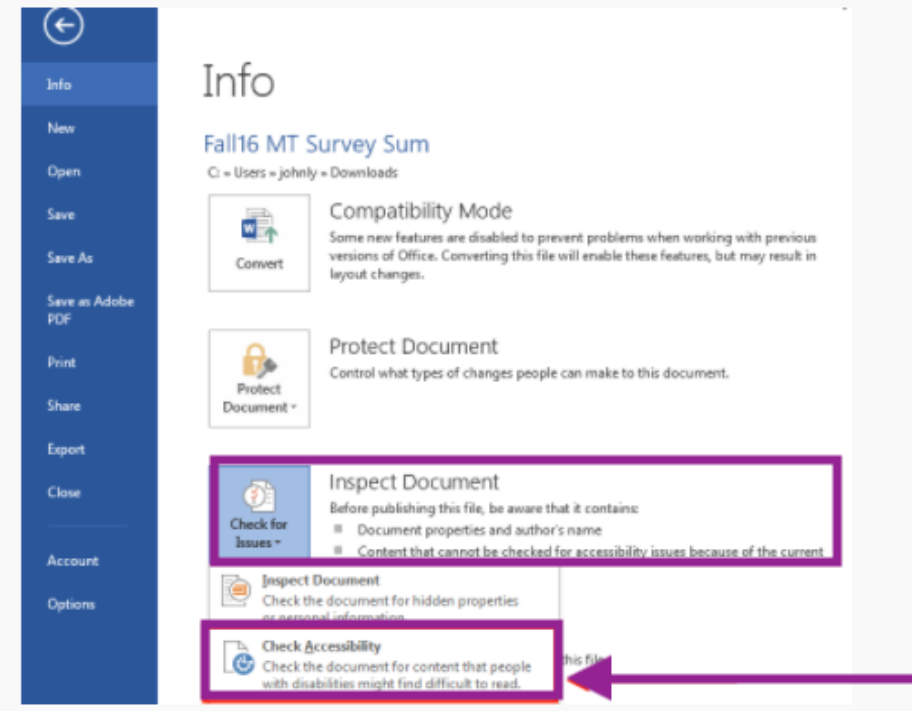 Info
Info
New
Fall16 MT Survey Sum
Open
C: » Users » johnly » Downloads
Save
Compatibility Mode
Some new features are disabled to prevent problems when working with previous
Save As
Convert
versions of Office. Converting this file will enable these features, but may result in
layout changes.
Save as Adobe
PDF
Print
Protect Document
Control what types of changes people can make to this document.
Protect
Document
Share
Export
Close
Inspect Document
Before publishing this file, be aware that it contains:
Check for
Issues
Document properties and author's name
Content that cannot be checked for accessibility issues because of the current
Account
Options
Inspect Document
Check the document for hidden properties
or personal information.
Check Accessibility
Check the document for content that people
with disabilities might find difficult to read.
this file